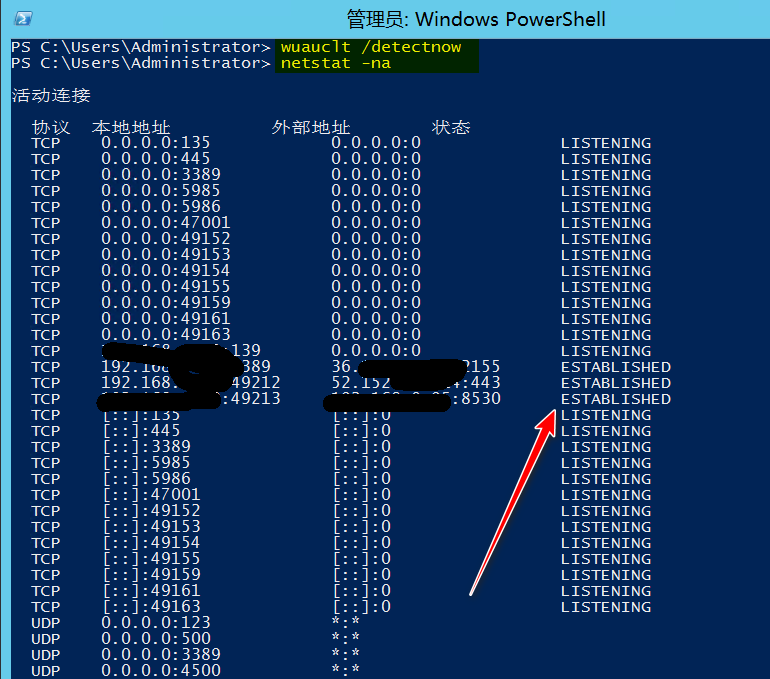 管理员: Windows PowerShell
PS C:\Users\Administrator> wuauclt /detectnow
PS C:\Users\Administrator> netstat -na
活动连接
协议 本地地址 外部地址 状态
TCP 0.0.0.0:135 0.0.0.0:0 LISTENING
TCP 0.0.0.0:445 0.0.0.0:0 LISTENING
TCP 0.0.0.0:3389 0.0.0.0:0 LISTENING
TCP 0.0.0.0:5985 0.0.0.0:0 LISTENING
TCP 0.0.0.0:5986 0.0.0.0:0 LISTENING
TCP 0.0.0.0:47001 0.0.0.0:0 LISTENING
TCP 0.0.0.0:49152 0.0.0.0:0 LISTENING
TCP 0.0.0.0:49153 0.0.0.0:0 LISTENING
TCP 0.0.0.0:49154 0.0.0.0:0 LISTENING
TCP 0.0.0.0:49155 0.0.0.0:0 LISTENING
TCP 0.0.0.0:49159 0.0.0.0:0 LISTENING
TCP 0.0.0.0:49161 0.0.0.0:0 LISTENING
TCP 0.0.0.0:49163 0.0.0.0:0 LISTENING
TCP :139 0.0.0.0:0 LISTENING
TCP 192.168 389 36. 2155 ESTABLISHED
TCP 192.168. 49212 52.152 :443 ESTABLISHED
TCP :49213 :8530 ESTABLISHED
TCP [::]:135 [::]:0 LISTENING
TCP [::]:445 [::]:0 LISTENING
TCP [::]:3389 [::]:0 LISTENING
TCP [::]:5985 [::]:0 LISTENING
TCP [::]:5986 [::]:0 LISTENING
TCP [::]:47001 [::]:0 LISTENING
TCP [::]:49152 [::]:0 LISTENING
TCP [::]:49153 [::]:0 LISTENING
TCP [::]:49154 [::]:0 LISTENING
TCP [::]:49155 [::]:0 LISTENING
TCP [::]:49159 [::]:0 LISTENING
TCP [::]:49161 [::]:0 LISTENING
TCP [::]:49163 [::]:0 LISTENING
UDP 0.0.0.0:123 *:*
UDP 0.0.0.0:500 *:*
UDP 0.0.0.0:3389 *:*
UDP 0.0.0.0:4500 *:*